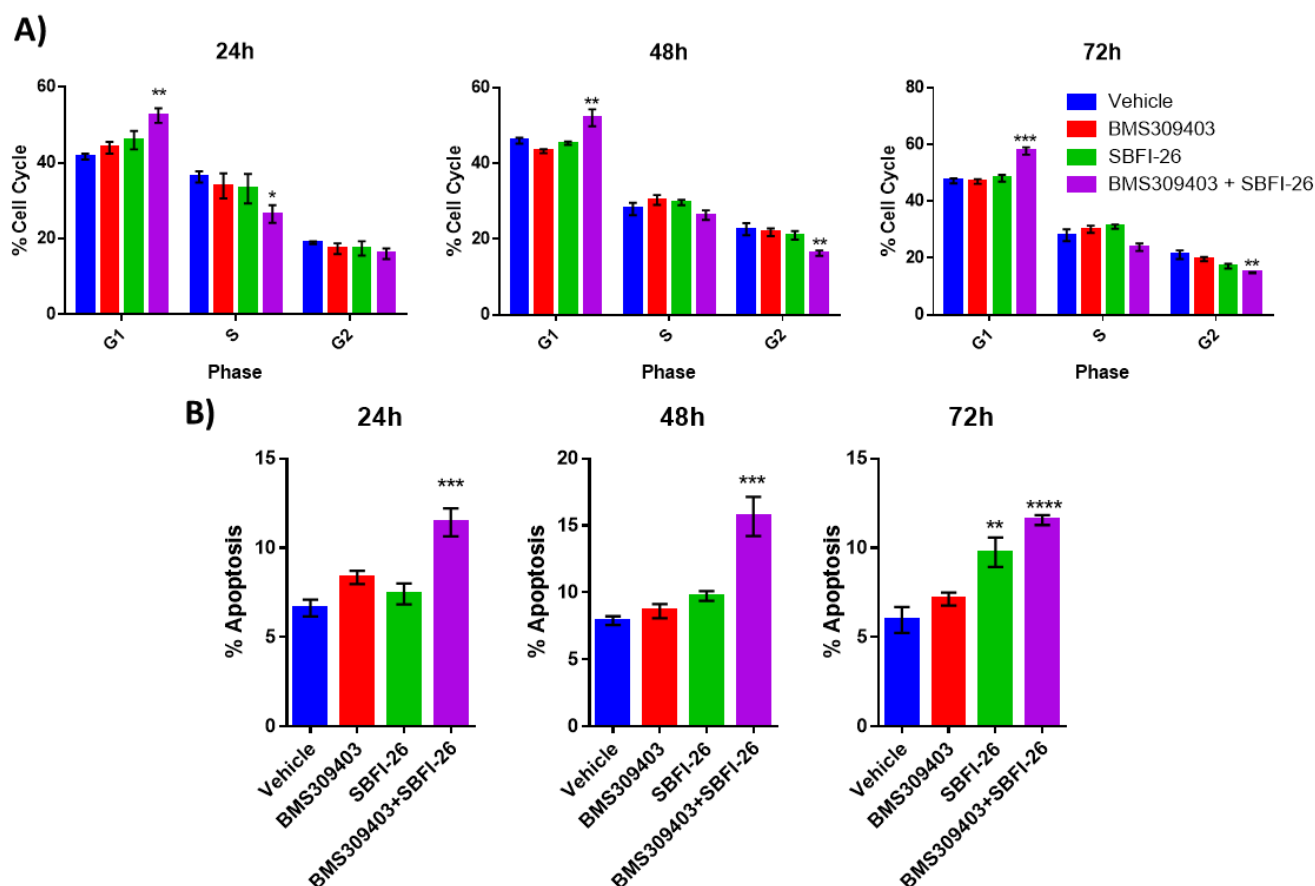 A)
24h
60
40
20
0
% Cell Cycle
**
*
G1
S
G2
Phase
48h
60
40
20
0
% Cell Cycle
**
**
G1
S
G2
Phase
72h
80
60
40
20
0
% Cell Cycle
***
**
G1
S
G2
Phase
Vehicle
BMS309403
SBFI-26
BMS309403 + SBFI-26
B)
24h
15
10
5
0
% Apoptosis
***
Vehicle
BMS309403
SBFI-26
BMS309403+SBFI-26
48h
20
15
10
5
0
% Apoptosis
***
Vehicle
BMS309403
SBFI-26
BMS309403+SBFI-26
72h
15
10
5
0
% Apoptosis
**
****
Vehicle
BMS309403
SBFI-26
BMS309403+SBFI-26